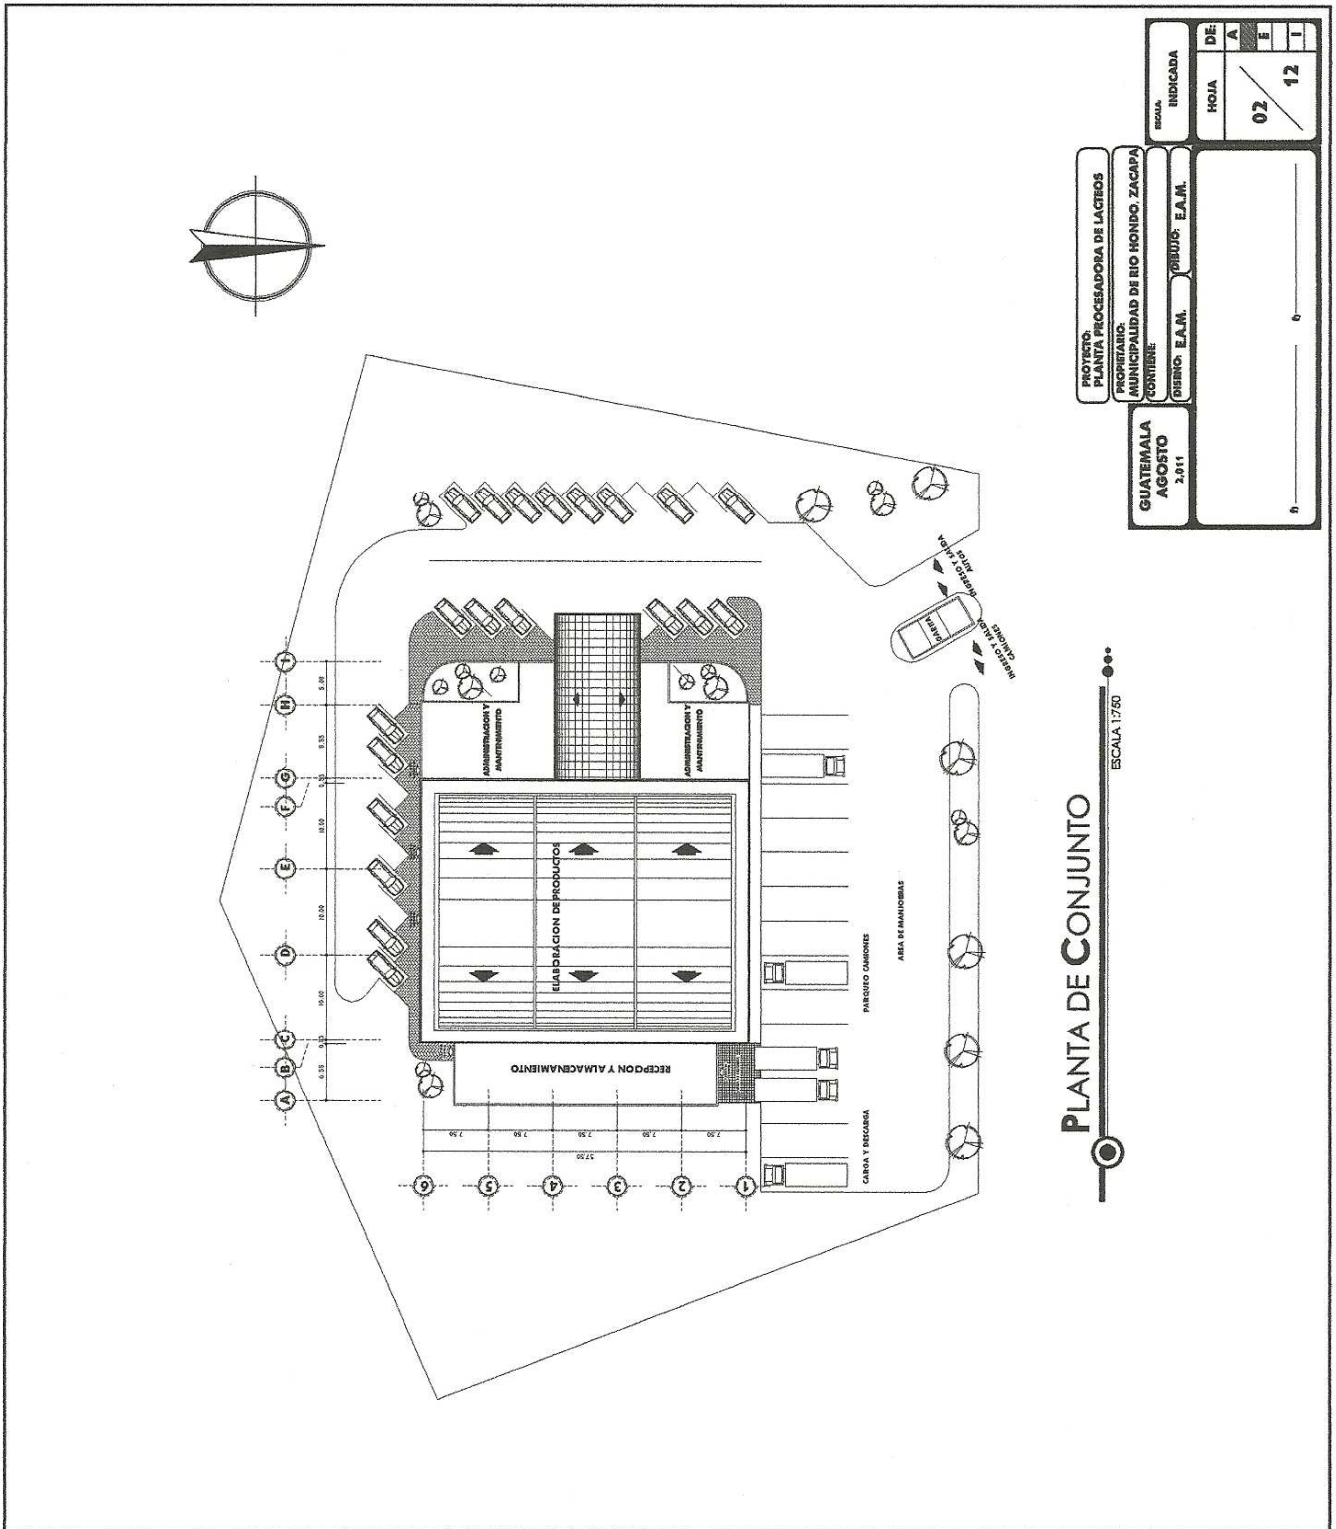 PLANTA DE CONJUNTO
ESCALA 1:750
A
B
C
D
E
F
G
H
I
10.00
10.00
10.00
5.00
6
5
4
3
2
1
7.50
7.50
7.50
7.50
7.50
37.50
RECEPCION Y ALMACENAMIENTO
ELABORACION DE PRODUCTOS
ADMINISTRACION Y
MANTENIMIENTO
ADMINISTRACION Y
MANTENIMIENTO
CARGA Y DESCARGA
PARQUEO CAMIONES
AREA DE MANIOBRAS
GARITA
INGRESO Y SALIDA
AUTOS
INGRESO Y SALIDA
CAMIONES
GUATEMALA
AGOSTO
2,011
PROYECTO:
PLANTA PROCESADORA DE LACTEOS
PROPIETARIO:
MUNICIPALIDAD DE RIO HONDO, ZACAPA
CONTIENE:
DISENO: E.A.M.
DIBUJO: E.A.M.
ESCALA:
INDICADA
HOJA
DE:
02
12
A
E
I
f)
f)